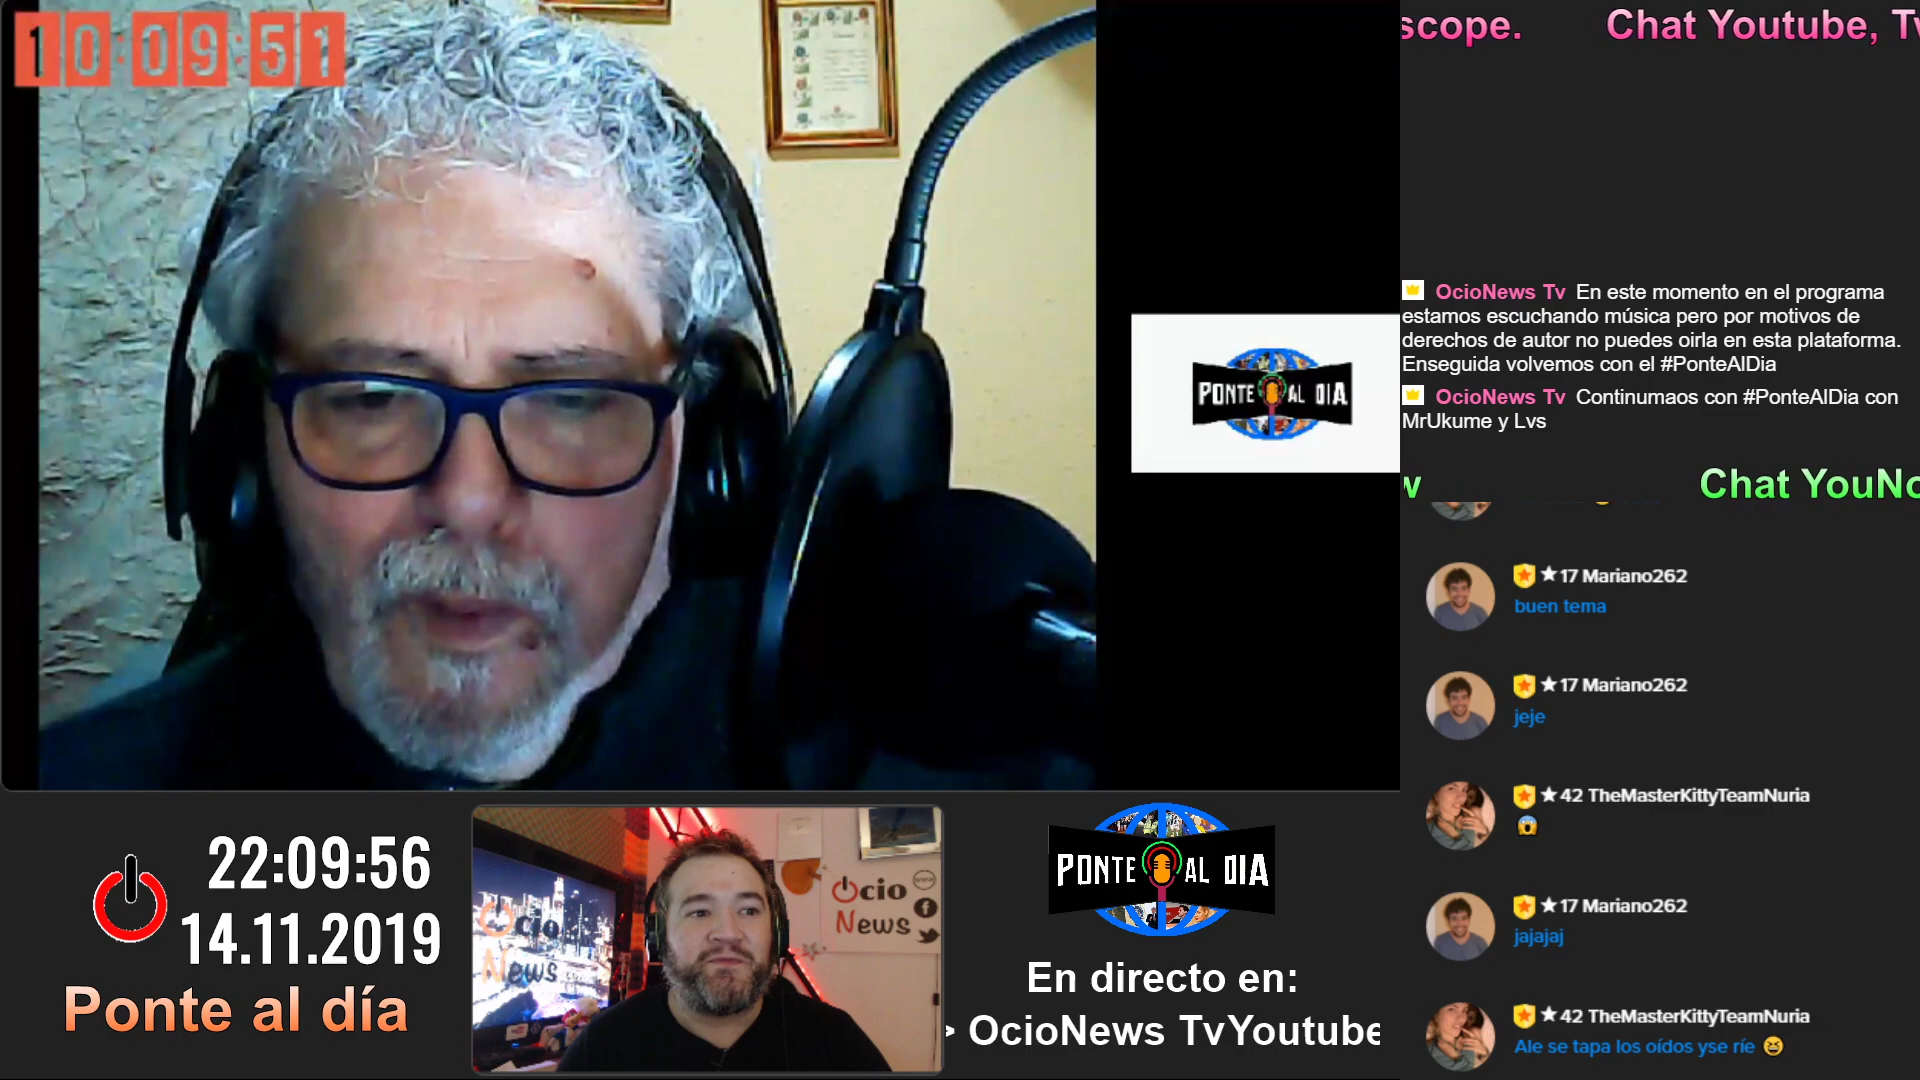 10:09:51
scope. Chat Youtube, Tv
OcioNews Tv En este momento en el programa
estamos escuchando música pero por motivos de
derechos de autor no puedes oirla en esta plataforma.
Enseguida volvemos con el #PonteAlDia
OcioNews Tv Continumaos con #PonteAlDia con
MrUkume y Lvs
PONTE AL DIA
w Chat YouNo
★17 Mariano262
buen tema
★17 Mariano262
jeje
★42 TheMasterKittyTeamNuria
😱
★17 Mariano262
jajajaj
★42 TheMasterKittyTeamNuria
Ale se tapa los oídos yse ríe 😆
22:09:56
14.11.2019
Ponte al día
Ocio
News
Ocio
News
PONTE AL DIA
En directo en:
> OcioNews TvYoutube